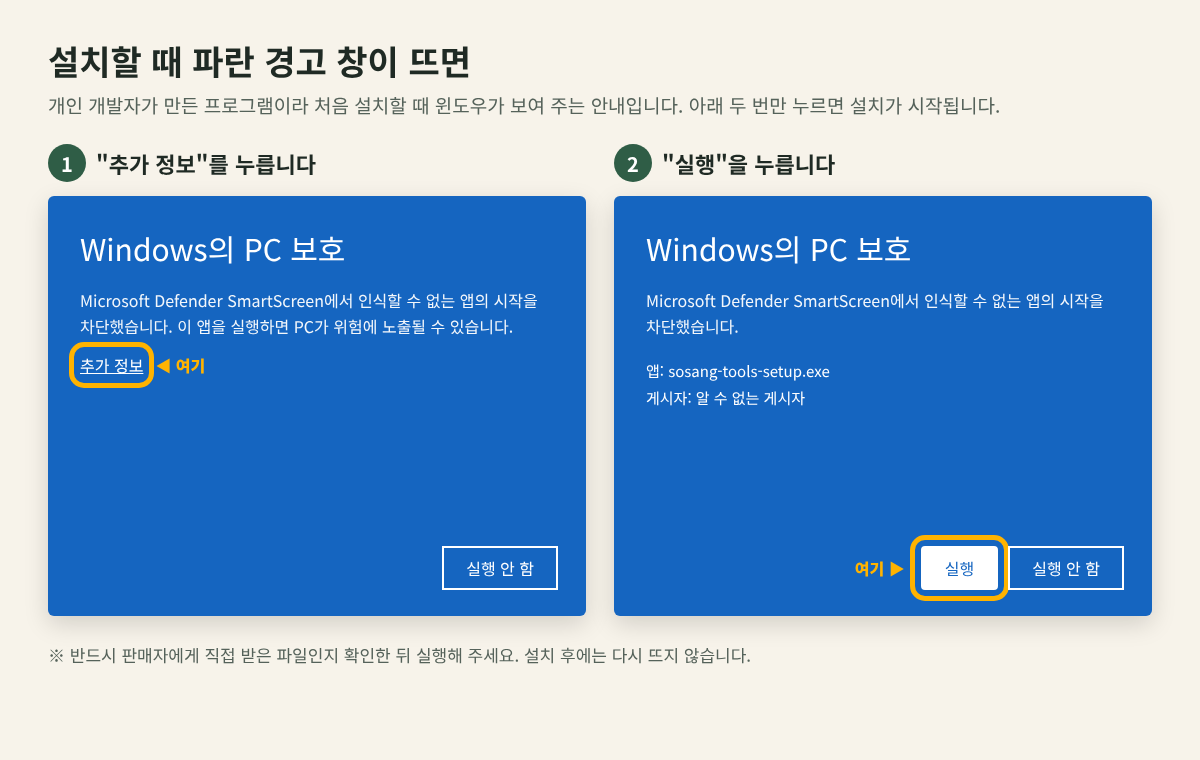 설치할 때 파란 경고 창이 뜨면
개인 개발자가 만든 프로그램이라 처음 설치할 때 윈도우가 보여 주는 안내입니다. 아래 두 번만 누르면 설치가 시작됩니다.
1 "추가 정보"를 누릅니다
Windows의 PC 보호
Microsoft Defender SmartScreen에서 인식할 수 없는 앱의 시작을
차단했습니다. 이 앱을 실행하면 PC가 위험에 노출될 수 있습니다.
추가 정보 ◀ 여기
실행 안 함
2 "실행"을 누릅니다
Windows의 PC 보호
Microsoft Defender SmartScreen에서 인식할 수 없는 앱의 시작을
차단했습니다.
앱: sosang-tools-setup.exe
게시자: 알 수 없는 게시자
여기 ▶ 실행 실행 안 함
※ 반드시 판매자에게 직접 받은 파일인지 확인한 뒤 실행해 주세요. 설치 후에는 다시 뜨지 않습니다.